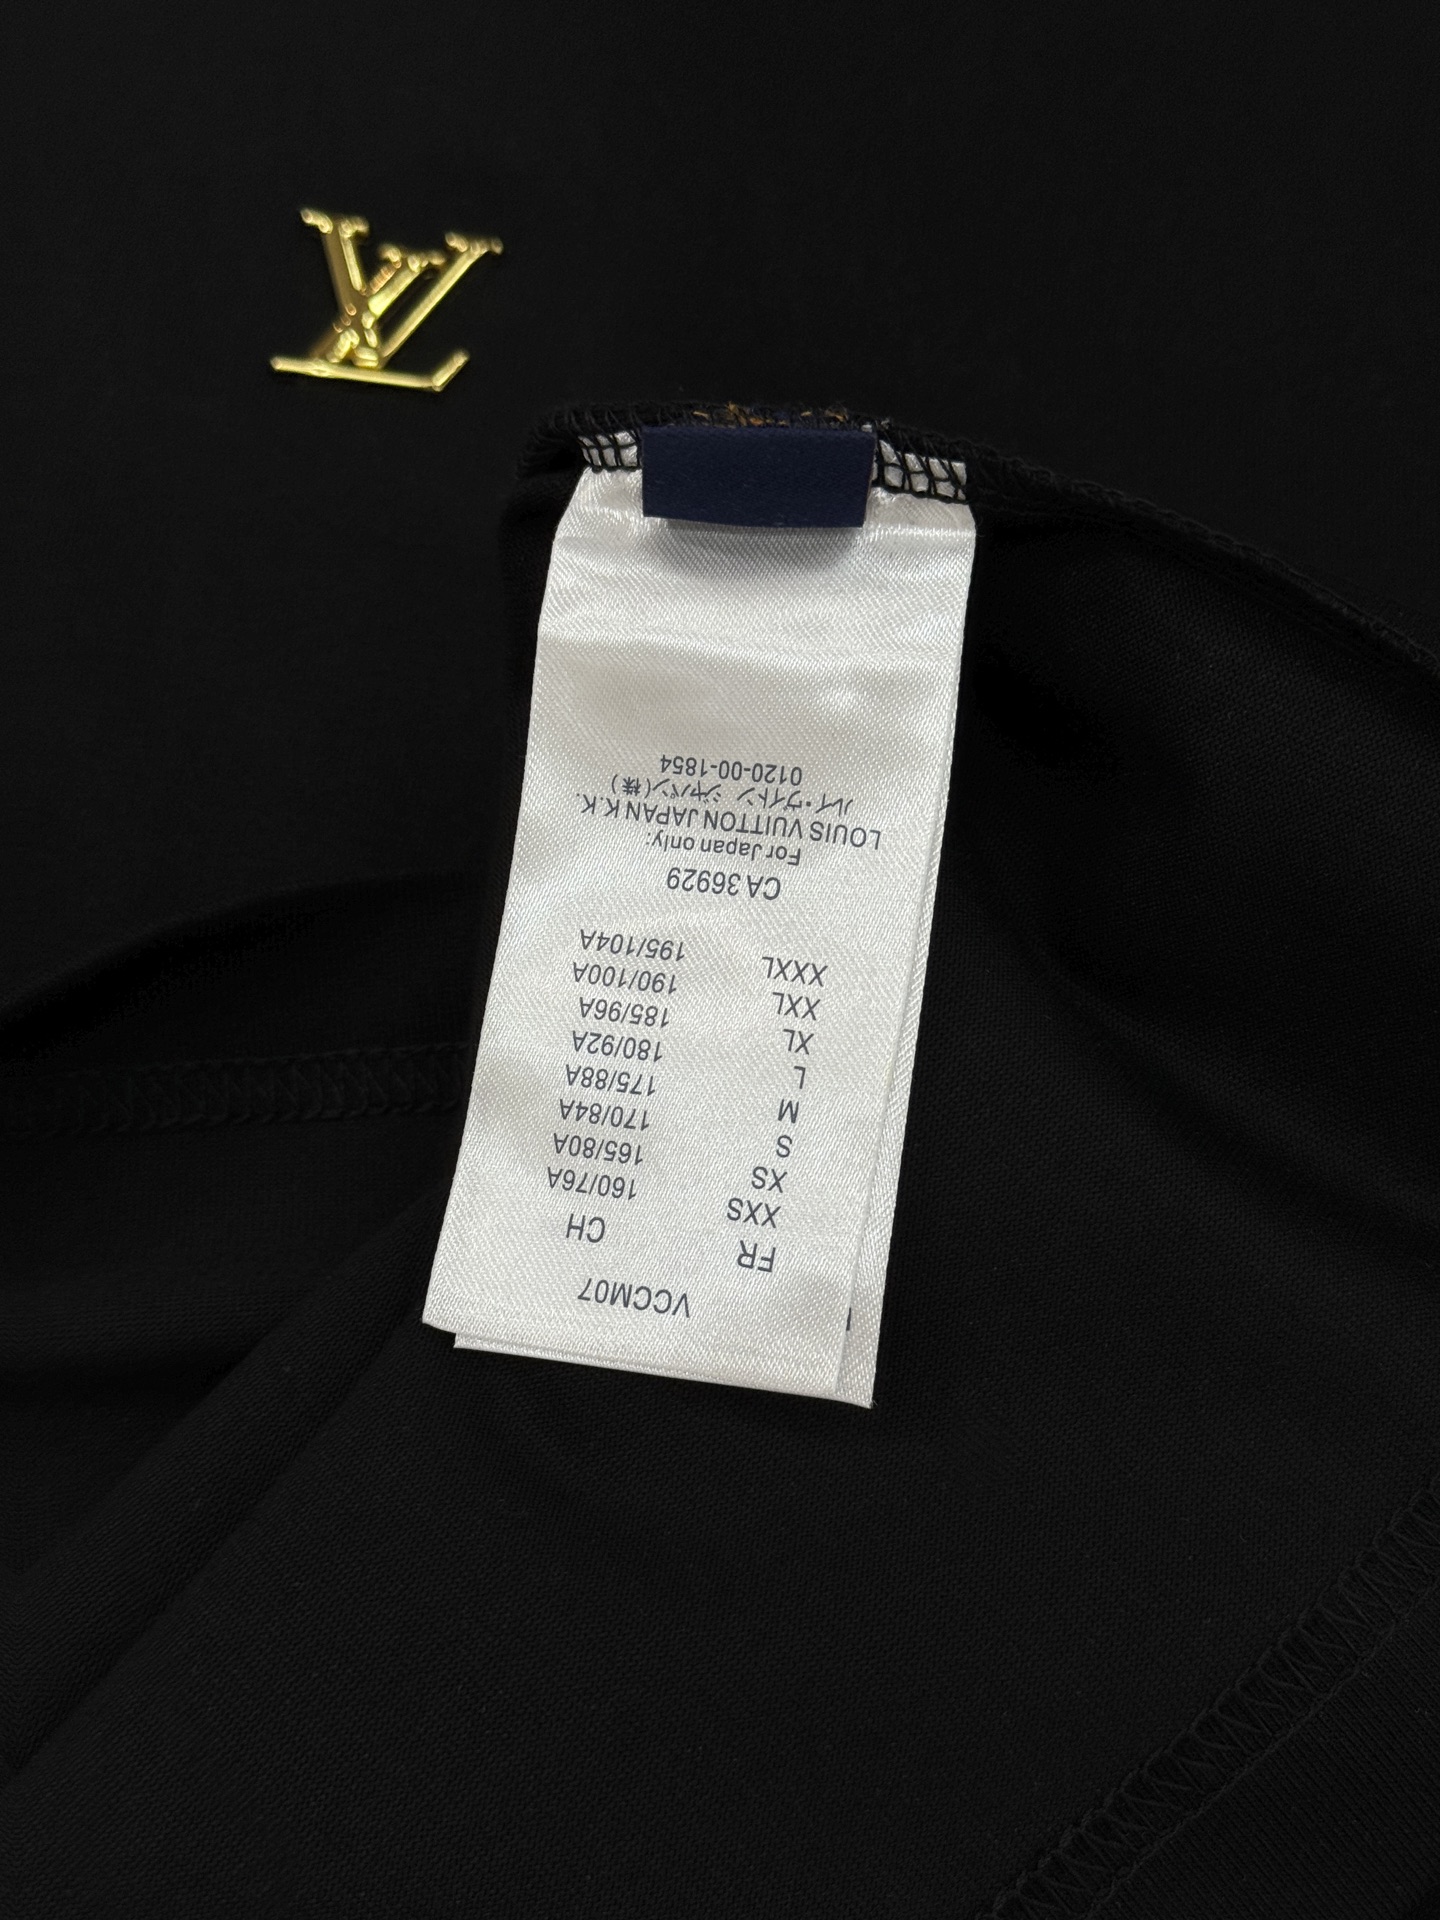 VCCM07
FR CH
XXS 160/76A
XS 165/80A
S 170/84A
M 175/88A
L 180/92A
XL 185/96A
XXL 190/100A
XXXL 195/104A
CA 36929
For Japan only:
LOUIS VUITTON JAPAN K.K.
ルイ・ヴィトン ジャパン(株)
0120-00-1854
LV